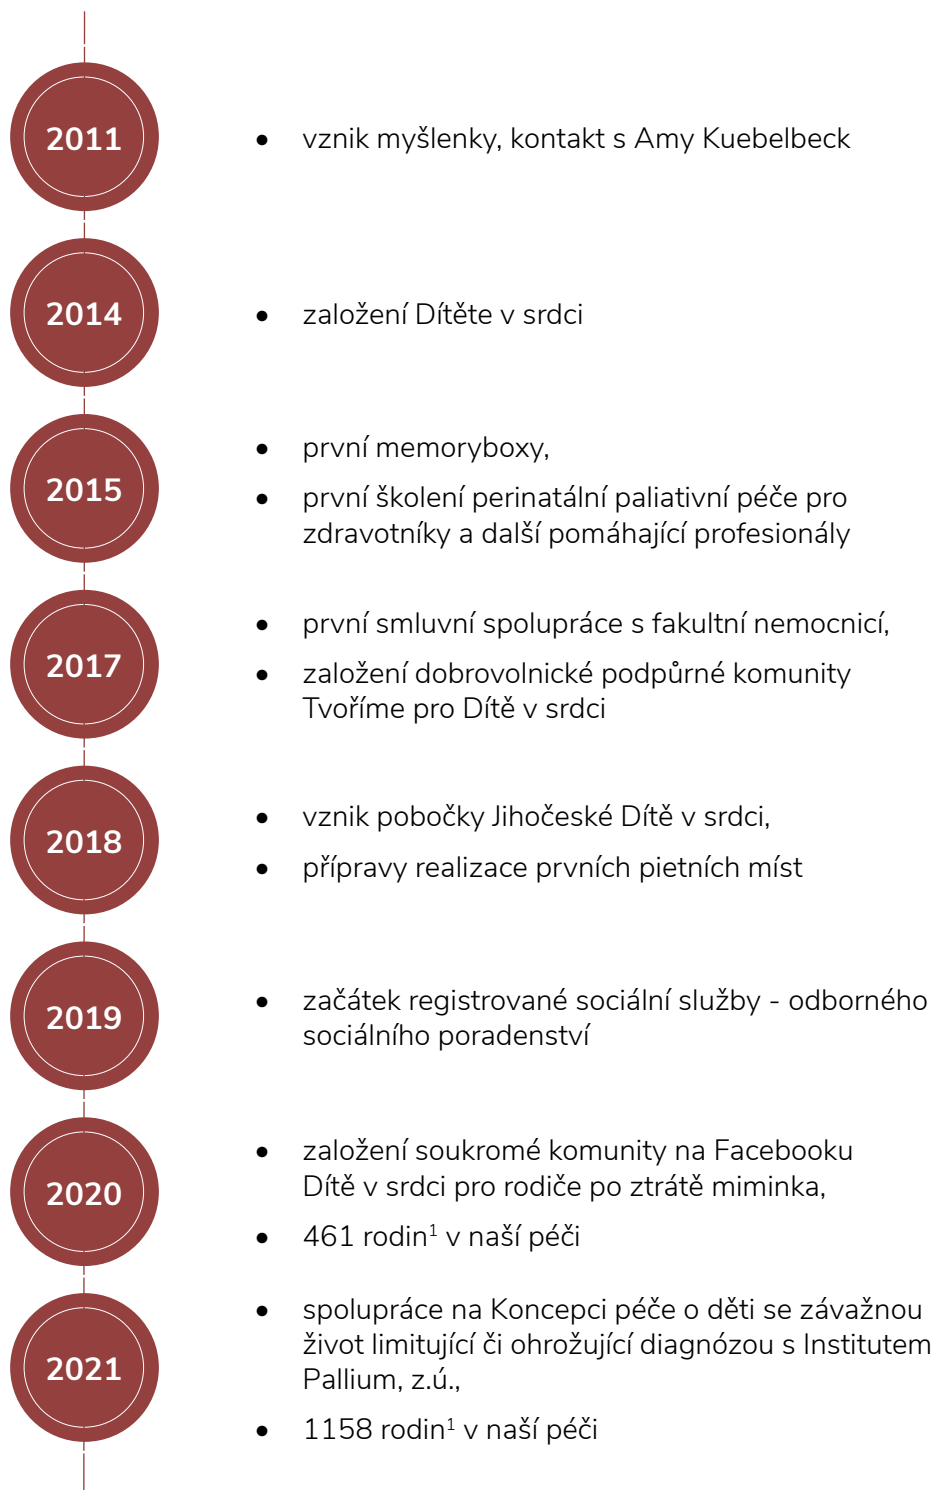 2011
• vznik myšlenky, kontakt s Amy Kuebelbeck
2014
• založení Dítěte v srdci
2015
• první memoryboxy,
• první školení perinatální paliativní péče pro
zdravotníky a další pomáhající profesionály
2017
• první smluvní spolupráce s fakultní nemocnicí,
• založení dobrovolnické podpůrné komunity
Tvoříme pro Dítě v srdci
2018
• vznik pobočky Jihočeské Dítě v srdci,
• přípravy realizace prvních pietních míst
2019
• začátek registrované sociální služby - odborného
sociálního poradenství
2020
• založení soukromé komunity na Facebooku
Dítě v srdci pro rodiče po ztrátě miminka,
• 461 rodin¹ v naší péči
2021
• spolupráce na Koncepci péče o děti se závažnou
život limitující či ohrožující diagnózou s Institutem
Pallium, z.ú.,
• 1158 rodin¹ v naší péči